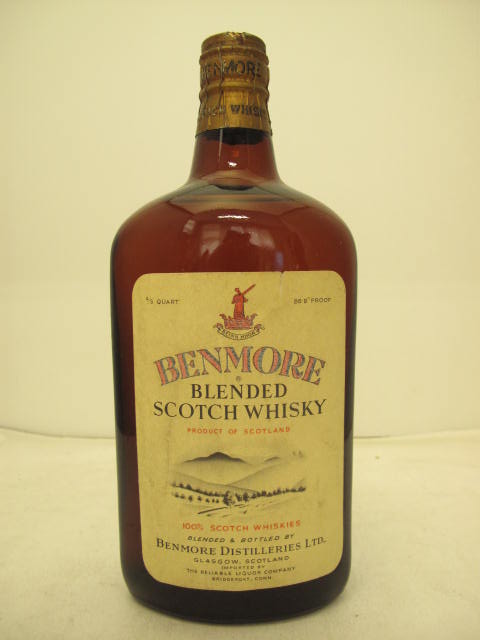 BENMORE
WHISKY
4/5 QUART
86.8° PROOF
BENMORE
BLENDED
SCOTCH WHISKY
PRODUCT OF SCOTLAND
100% SCOTCH WHISKIES
BLENDED & BOTTLED BY
BENMORE DISTILLERIES LTD.,
GLASGOW, SCOTLAND
IMPORTED BY
THE RELIABLE LIQUOR COMPANY
BRIDGEPORT, CONN.